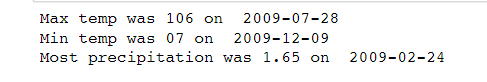 Max temp was 106 on  2009-07-28
Min temp was 07 on  2009-12-09
Most precipitation was 1.65 on  2009-02-24